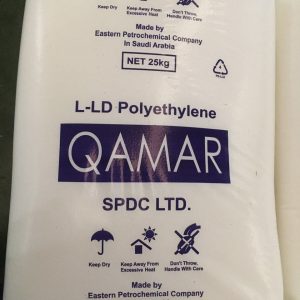 Keep Dry
Keep Away From
Excessive Heat
Don't Throw,
Handle With Care
Made by
Eastern Petrochemical Company
In Saudi Arabia
NET 25kg
L-LD Polyethylene
QAMAR
SPDC LTD.
Keep Dry
Keep Away From
Excessive Heat
Don't Throw,
Handle With Care
Made by
Eastern Petrochemical Company